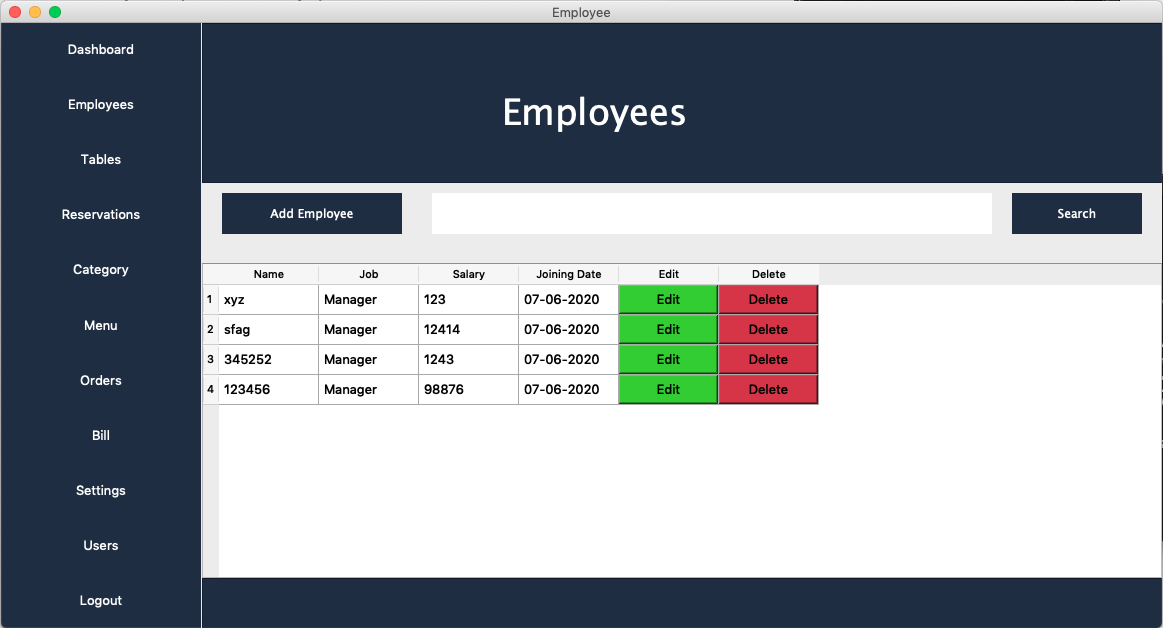 Employee
Dashboard
Employees
Tables
Reservations
Category
Menu
Orders
Bill
Settings
Users
Logout
Employees
Add Employee Search
Name Job Salary Joining Date Edit Delete
1 xyz Manager 123 07-06-2020 Edit Delete
2 sfag Manager 12414 07-06-2020 Edit Delete
3 345252 Manager 1243 07-06-2020 Edit Delete
4 123456 Manager 98876 07-06-2020 Edit Delete